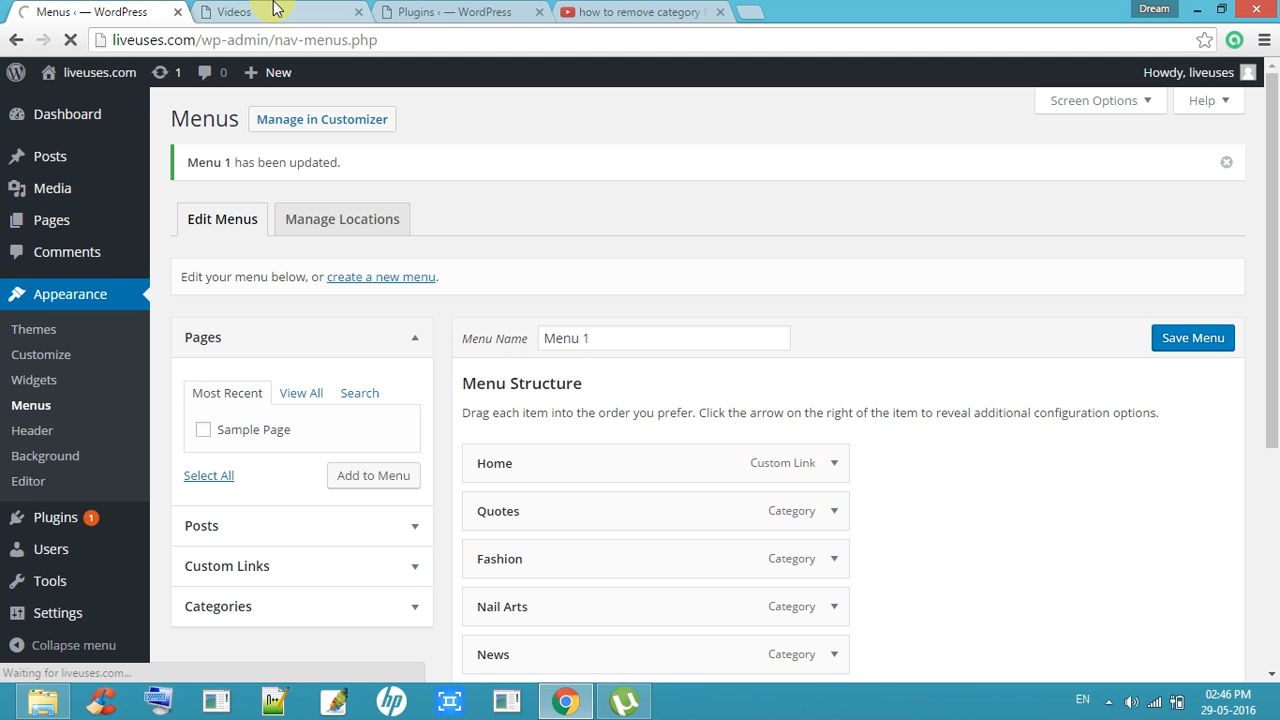 Menus ‹ — WordPress
Videos
Plugins ‹ — WordPress
how to remove category
Dream
liveuses.com/wp-admin/nav-menus.php
liveuses.com
1
0
New
Howdy, liveuses
Dashboard
Posts
Media
Pages
Comments
Appearance
Themes
Customize
Widgets
Menus
Header
Background
Editor
Plugins 1
Users
Tools
Settings
Collapse menu
Waiting for liveuses.com...
Screen Options
Help
Menus
Manage in Customizer
Menu 1 has been updated.
Edit Menus
Manage Locations
Edit your menu below, or create a new menu.
Pages
Most Recent
View All
Search
Sample Page
Select All
Add to Menu
Posts
Custom Links
Categories
Menu Name
Menu 1
Save Menu
Menu Structure
Drag each item into the order you prefer. Click the arrow on the right of the item to reveal additional configuration options.
Home
Custom Link
Quotes
Category
Fashion
Category
Nail Arts
Category
News
Category
EN
02:46 PM
29-05-2016